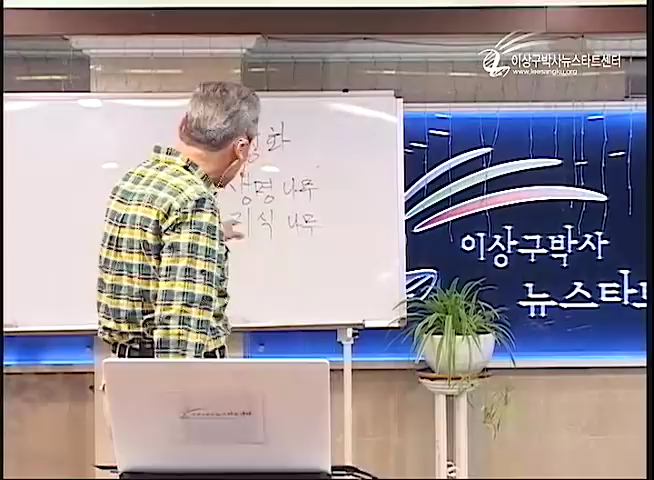 이상구박사뉴스타트센터
www.leesangku.org
화
생명 나무
지식 나무
이상구박사
뉴스타트